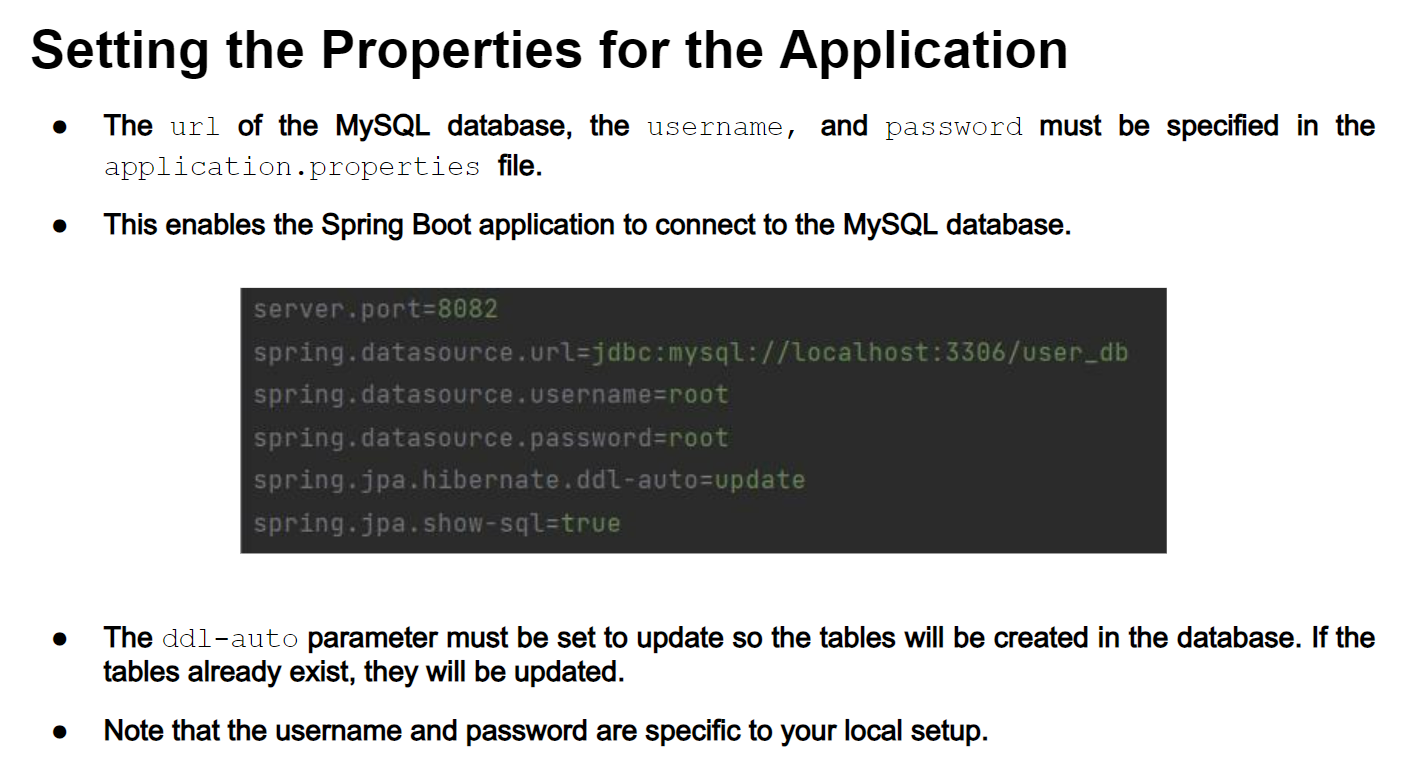 Setting the Properties for the Application
● The url of the MySQL database, the username, and password must be specified in the
application.properties file.
● This enables the Spring Boot application to connect to the MySQL database.
server.port=8082
spring.datasource.url=jdbc:mysql://localhost:3306/user_db
spring.datasource.username=root
spring.datasource.password=root
spring.jpa.hibernate.ddl-auto=update
spring.jpa.show-sql=true
● The ddl-auto parameter must be set to update so the tables will be created in the database. If the
tables already exist, they will be updated.
● Note that the username and password are specific to your local setup.